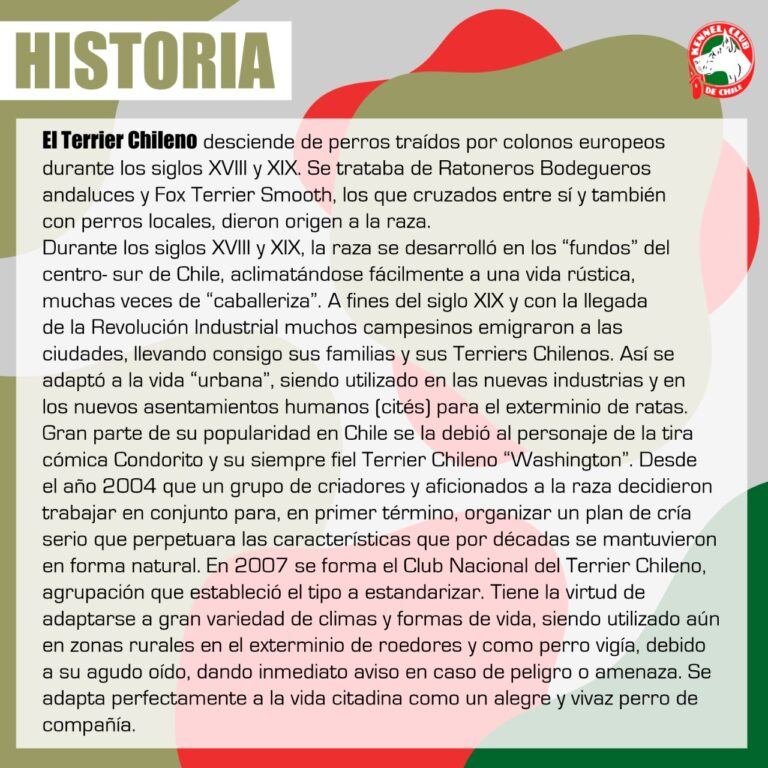 HISTORIA
KENNEL CLUB
DE CHILE
El Terrier Chileno desciende de perros traídos por colonos europeos
durante los siglos XVIII y XIX. Se trataba de Ratoneros Bodegueros
andaluces y Fox Terrier Smooth, los que cruzados entre sí y también
con perros locales, dieron origen a la raza.
Durante los siglos XVIII y XIX, la raza se desarrolló en los “fundos” del
centro- sur de Chile, aclimatándose fácilmente a una vida rústica,
muchas veces de “caballeriza”. A fines del siglo XIX y con la llegada
de la Revolución Industrial muchos campesinos emigraron a las
ciudades, llevando consigo sus familias y sus Terriers Chilenos. Así se
adaptó a la vida “urbana”, siendo utilizado en las nuevas industrias y en
los nuevos asentamientos humanos (cités) para el exterminio de ratas.
Gran parte de su popularidad en Chile se la debió al personaje de la tira
cómica Condorito y su siempre fiel Terrier Chileno “Washington”. Desde
el año 2004 que un grupo de criadores y aficionados a la raza decidieron
trabajar en conjunto para, en primer término, organizar un plan de cría
serio que perpetuara las características que por décadas se mantuvieron
en forma natural. En 2007 se forma el Club Nacional del Terrier Chileno,
agrupación que estableció el tipo a estandarizar. Tiene la virtud de
adaptarse a gran variedad de climas y formas de vida, siendo utilizado aún
en zonas rurales en el exterminio de roedores y como perro vigía, debido
a su agudo oído, dando inmediato aviso en caso de peligro o amenaza. Se
adapta perfectamente a la vida citadina como un alegre y vivaz perro de
compañía.